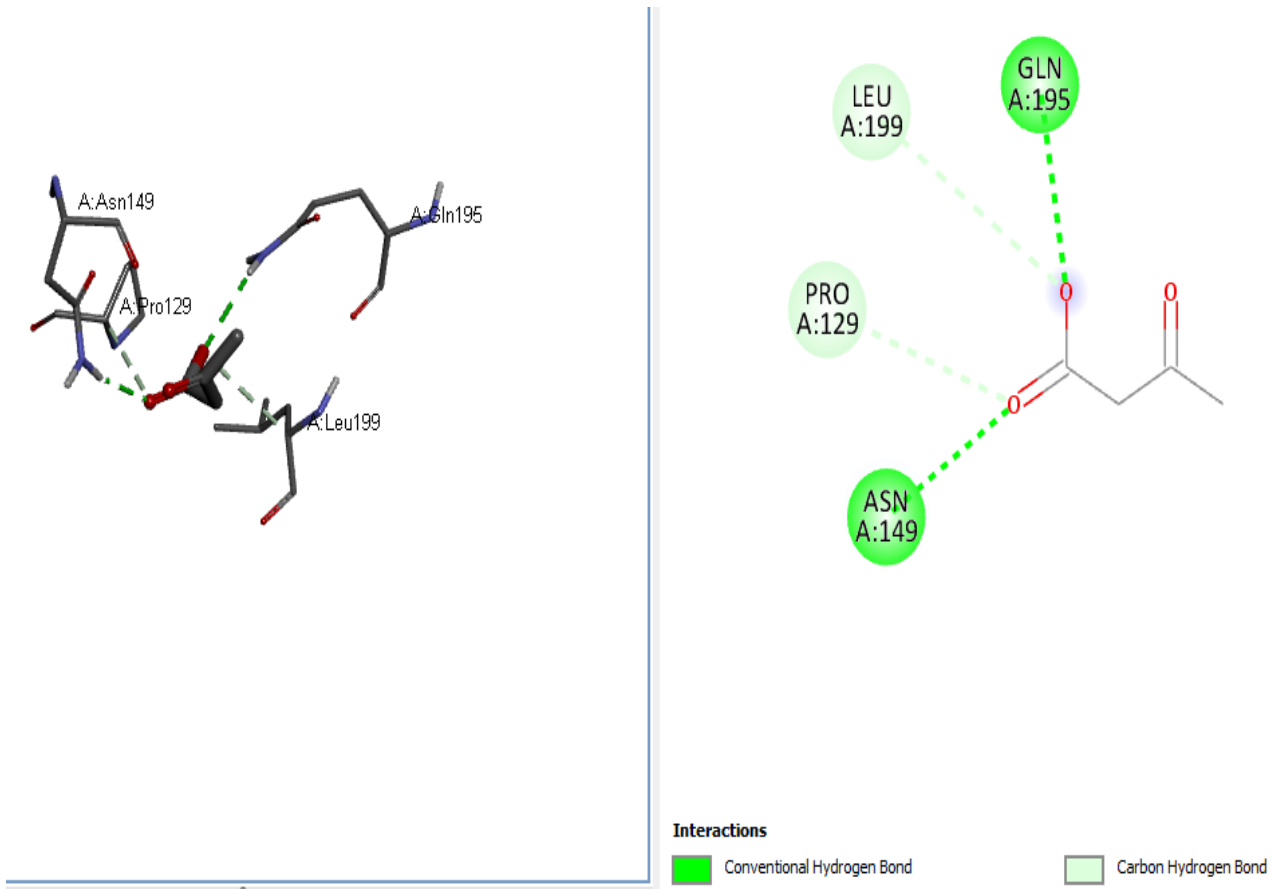 A:Asn149
A:Gln195
A:Pro129
A:Leu199
GLN
A:195
LEU
A:199
O
O
PRO
A:129
O
ASN
A:149
Interactions
Conventional Hydrogen Bond
Carbon Hydrogen Bond